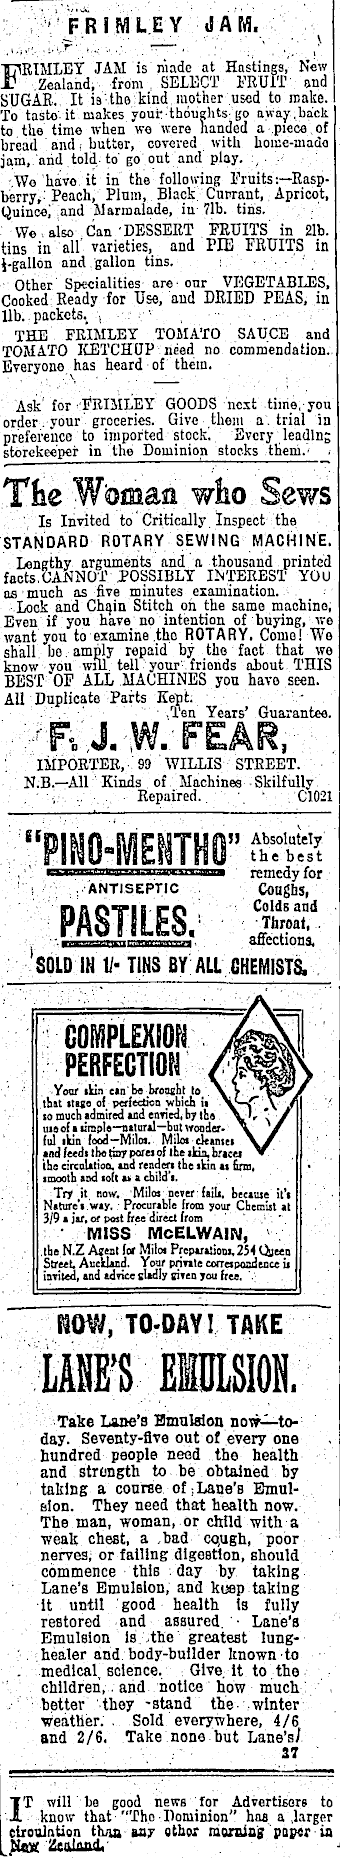 FRIMLEY JAM.
FRIMLEY JAM is made at Hastings, New
Zealand, from SELECT FRUIT and
SUGAR. It is the kind mother used to make.
To taste it makes your thoughts go away back
to the time when we were handed a piece of
bread and butter, covered with home-made
jam, and told to go out and play.
We have it in the following Fruits:—Rasp-
berry, Peach, Plum, Black Currant, Apricot,
Quince, and Marmalade, in 7lb. tins.
We also Can DESSERT FRUITS in 2lb.
tins in all varieties, and PIE FRUITS in
½-gallon and gallon tins.
Other Specialities are our VEGETABLES,
Cooked Ready for Use, and DRIED PEAS, in
1lb. packets.
THE FRIMLEY TOMATO SAUCE and
TOMATO KETCHUP need no commendation.
Everyone has heard of them.
Ask for FRIMLEY GOODS next time you
order your groceries. Give them a trial in
preference to imported stock. Every leading
storekeeper in the Dominion stocks them.
The Woman who Sews
Is Invited to Critically Inspect the
STANDARD ROTARY SEWING MACHINE.
Lengthy arguments and a thousand printed
facts CANNOT POSSIBLY INTEREST YOU
as much as five minutes examination.
Lock and Chain Stitch on the same machine,
Even if you have no intention of buying, we
want you to examine the ROTARY. Come! We
shall be amply repaid by the fact that we
know you will tell your friends about THIS
BEST OF ALL MACHINES you have seen.
All Duplicate Parts Kept.
Ten Years' Guarantee.
F. J. W. FEAR,
IMPORTER, 99 WILLIS STREET.
N.B.—All Kinds of Machines Skilfully
Repaired. C1021
"PINO-MENTHO"
ANTISEPTIC
PASTILES.
Absolutely
the best
remedy for
Coughs,
Colds and
Throat,
affections.
SOLD IN 1/- TINS BY ALL CHEMISTS.
COMPLEXION
PERFECTION
Your skin can be brought to
that stage of perfection which is
so much admired and envied, by the
use of a simple—natural—but wonder-
ful skin food—Milos. Milos cleanses
and feeds the tiny pores of the skin, braces
the circulation, and renders the skin as firm,
smooth and soft as a child's.
Try it now. Milos never fails, because it's
Nature's way. Procurable from your Chemist at
3/9 a jar, or post free direct from
MISS McELWAIN,
the N.Z Agent for Milos Preparations, 254 Queen
Street, Auckland. Your private correspondence is
invited, and advice gladly given you free.
NOW, TO-DAY! TAKE
LANE'S EMULSION.
Take Lane's Emulsion now—to-
day. Seventy-five out of every one
hundred people need the health
and strength to be obtained by
taking a course of Lane's Emul-
sion. They need that health now.
The man, woman, or child with a
weak chest, a bad cough, poor
nerves, or failing digestion, should
commence this day by taking
Lane's Emulsion, and keep taking
it until good health is fully
restored and assured. Lane's
Emulsion is the greatest lung-
healer and body-builder known to
medical science. Give it to the
children, and notice how much
better they stand the winter
weather. Sold everywhere, 4/6
and 2/6. Take none but Lane's!
37
IT will be good news for Advertisers to
know that "The Dominion" has a larger
circulation than any other morning paper in
New Zealand.